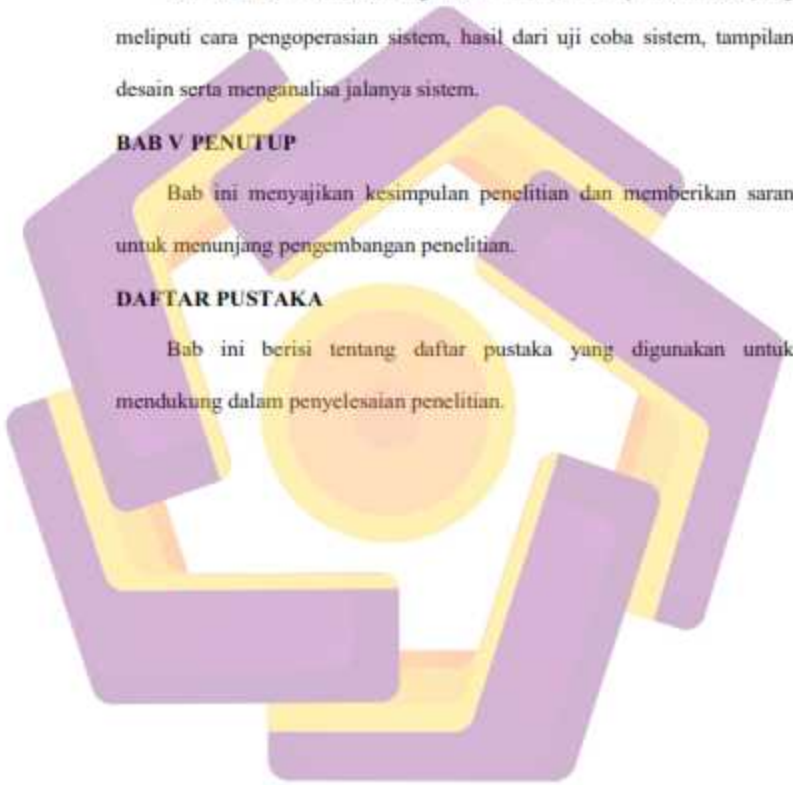 meliputi cara pengoperasian sistem, hasil dari uji coba sistem, tampilan
desain serta menganalisa jalanya sistem.
BAB V PENUTUP
Bab ini menyajikan kesimpulan penelitian dan memberikan saran
untuk menunjang pengembangan penelitian.
DAFTAR PUSTAKA
Bab ini berisi tentang daftar pustaka yang digunakan untuk
mendukung dalam penyelesaian penelitian.